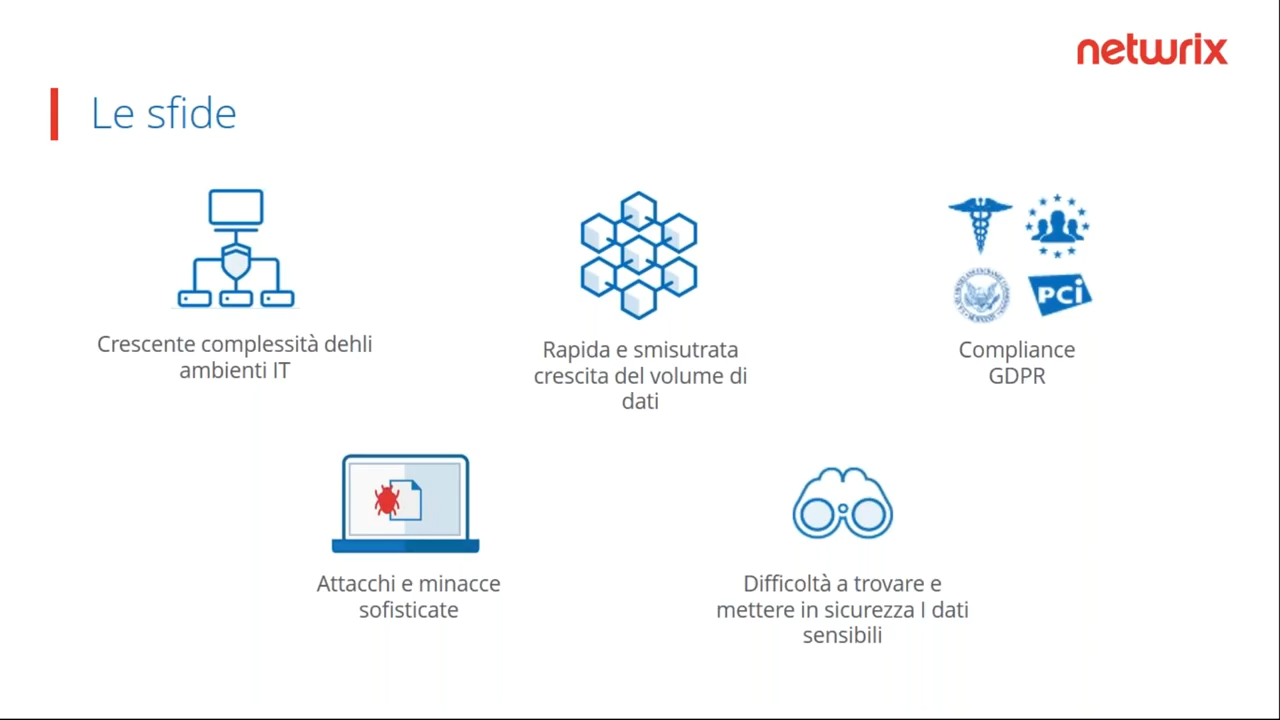 netwrix
Le sfide
Crescente complessità dehli
ambienti IT
Rapida e smisutrata
crescita del volume di
dati
PCi
Compliance
GDPR
Attacchi e minacce
sofisticate
Difficoltà a trovare e
mettere in sicurezza I dati
sensibili